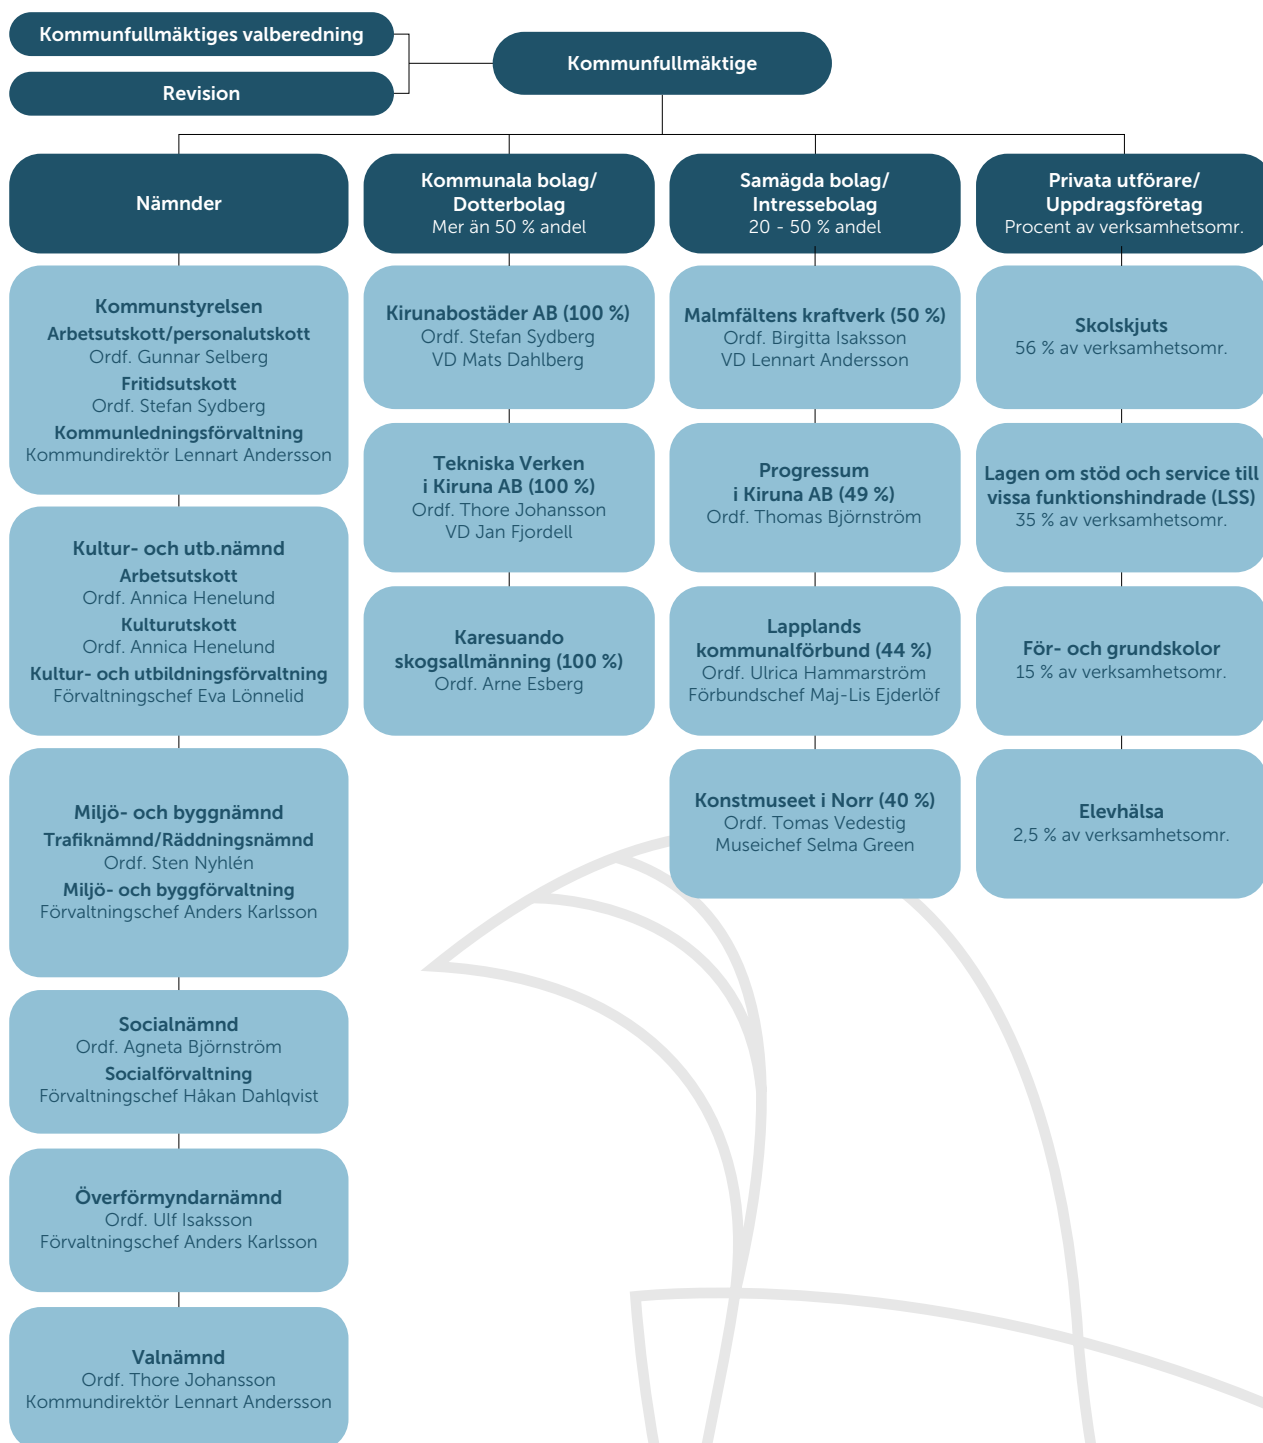 Kommunfullmäktiges valberedning
Revision
Kommunfullmäktige
Nämnder
Kommunstyrelsen
Arbetsutskott/personalutskott
Ordf. Gunnar Selberg
Fritidsutskott
Ordf. Stefan Sydberg
Kommunledningsförvaltning
Kommundirektör Lennart Andersson
Kultur- och utb.nämnd
Arbetsutskott
Ordf. Annica Henelund
Kulturutskott
Ordf. Annica Henelund
Kultur- och utbildningsförvaltning
Förvaltningschef Eva Lönnelid
Miljö- och byggnämnd
Trafiknämnd/Räddningsnämnd
Ordf. Sten Nyhlén
Miljö- och byggförvaltning
Förvaltningschef Anders Karlsson
Socialnämnd
Ordf. Agneta Björnström
Socialförvaltning
Förvaltningschef Håkan Dahlqvist
Överförmyndarnämnd
Ordf. Ulf Isaksson
Förvaltningschef Anders Karlsson
Valnämnd
Ordf. Thore Johansson
Kommundirektör Lennart Andersson
Kommunala bolag/
Dotterbolag
Mer än 50 % andel
Kirunabostäder AB (100 %)
Ordf. Stefan Sydberg
VD Mats Dahlberg
Tekniska Verken
i Kiruna AB (100 %)
Ordf. Thore Johansson
VD Jan Fjordell
Karesuando
skogsallmänning (100 %)
Ordf. Arne Esberg
Samägda bolag/
Intressebolag
20 - 50 % andel
Malmfältens kraftverk (50 %)
Ordf. Birgitta Isaksson
VD Lennart Andersson
Progressum
i Kiruna AB (49 %)
Ordf. Thomas Björnström
Lapplands
kommunalförbund (44 %)
Ordf. Ulrica Hammarström
Förbundschef Maj-Lis Ejderlöf
Konstmuseet i Norr (40 %)
Ordf. Tomas Vedestig
Museichef Selma Green
Privata utförare/
Uppdragsföretag
Procent av verksamhetsomr.
Skolskjuts
56 % av verksamhetsomr.
Lagen om stöd och service till
vissa funktionshindrade (LSS)
35 % av verksamhetsomr.
För- och grundskolor
15 % av verksamhetsomr.
Elevhälsa
2,5 % av verksamhetsomr.